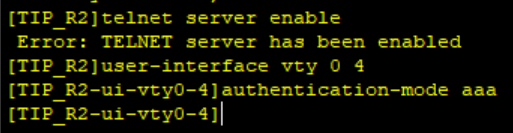 [TIP_R2]telnet server enable
 Error: TELNET server has been enabled
[TIP_R2]user-interface vty 0 4
[TIP_R2-ui-vty0-4]authentication-mode aaa
[TIP_R2-ui-vty0-4]